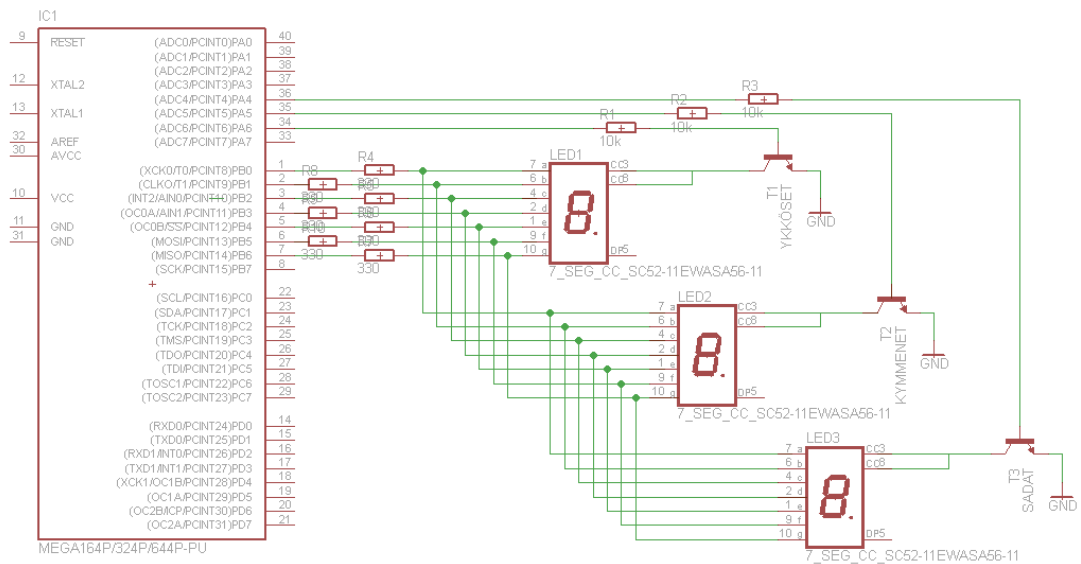 IC1
9 RESET (ADC0/PCINT0)PA0 40
(ADC1/PCINT1)PA1 39
(ADC2/PCINT2)PA2 38
12 XTAL2 (ADC3/PCINT3)PA3 37
(ADC4/PCINT4)PA4 36
13 XTAL1 (ADC5/PCINT5)PA5 35
(ADC6/PCINT6)PA6 34
32 AREF (ADC7/PCINT7)PA7 33
30 AVCC
(XCK0/T0/PCINT8)PB0 1
(CLKO/T1/PCINT9)PB1 2
10 VCC (INT2/AIN0/PCINT10)PB2 3
(OC0A/AIN1/PCINT11)PB3 4
11 GND (OC0B/SS/PCINT12)PB4 5
31 GND (MOSI/PCINT13)PB5 6
(MISO/PCINT14)PB6 7
(SCK/PCINT15)PB7 8
(SCL/PCINT16)PC0 22
(SDA/PCINT17)PC1 23
(TCK/PCINT18)PC2 24
(TMS/PCINT19)PC3 25
(TDO/PCINT20)PC4 26
(TDI/PCINT21)PC5 27
(TOSC1/PCINT22)PC6 28
(TOSC2/PCINT23)PC7 29
(RXD0/PCINT24)PD0 14
(TXD0/PCINT25)PD1 15
(RXD1/INT0/PCINT26)PD2 16
(TXD1/INT1/PCINT27)PD3 17
(XCK1/OC1B/PCINT28)PD4 18
(OC1A/PCINT29)PD5 19
(OC2B/ICP/PCINT30)PD6 20
(OC2A/PCINT31)PD7 21
MEGA164P/324P/644P-PU
R3
10k
R2
10k
R1
10k
R4
R8
330
330
LED1
7 a CC3
6 b CC8
4 c
2 d
1 e
9 f
10 g DP5
7_SEG_CC_SC52-11EWASA56-11
T1
YKKÖSET
GND
LED2
7 a CC3
6 b CC8
4 c
2 d
1 e
9 f
10 g DP5
7_SEG_CC_SC52-11EWASA56-11
T2
KYMMENET
GND
LED3
7 a CC3
6 b CC8
4 c
2 d
1 e
9 f
10 g DP5
7_SEG_CC_SC52-11EWASA56-11
T3
SADAT
GND